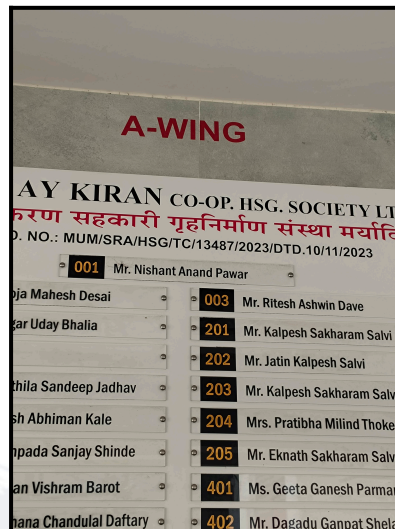 A-WING
AY KIRAN CO-OP. HSG. SOCIETY LT
करण सहकारी गृहनिर्माण संस्था मर्यादि
D. NO.: MUM/SRA/HSG/TC/13487/2023/DTD.10/11/2023
001 Mr. Nishant Anand Pawar
oja Mahesh Desai 003 Mr. Ritesh Ashwin Dave
gar Uday Bhalia 201 Mr. Kalpesh Sakharam Salvi
202 Mr. Jatin Kalpesh Salvi
thila Sandeep Jadhav 203 Mr. Kalpesh Sakharam Salv
sh Abhiman Kale 204 Mrs. Pratibha Milind Thoke
npada Sanjay Shinde 205 Mr. Eknath Sakharam Salv
an Vishram Barot 401 Ms. Geeta Ganesh Parmar
hana Chandulal Daftary 402 Mr. Dagadu Ganpat Shela